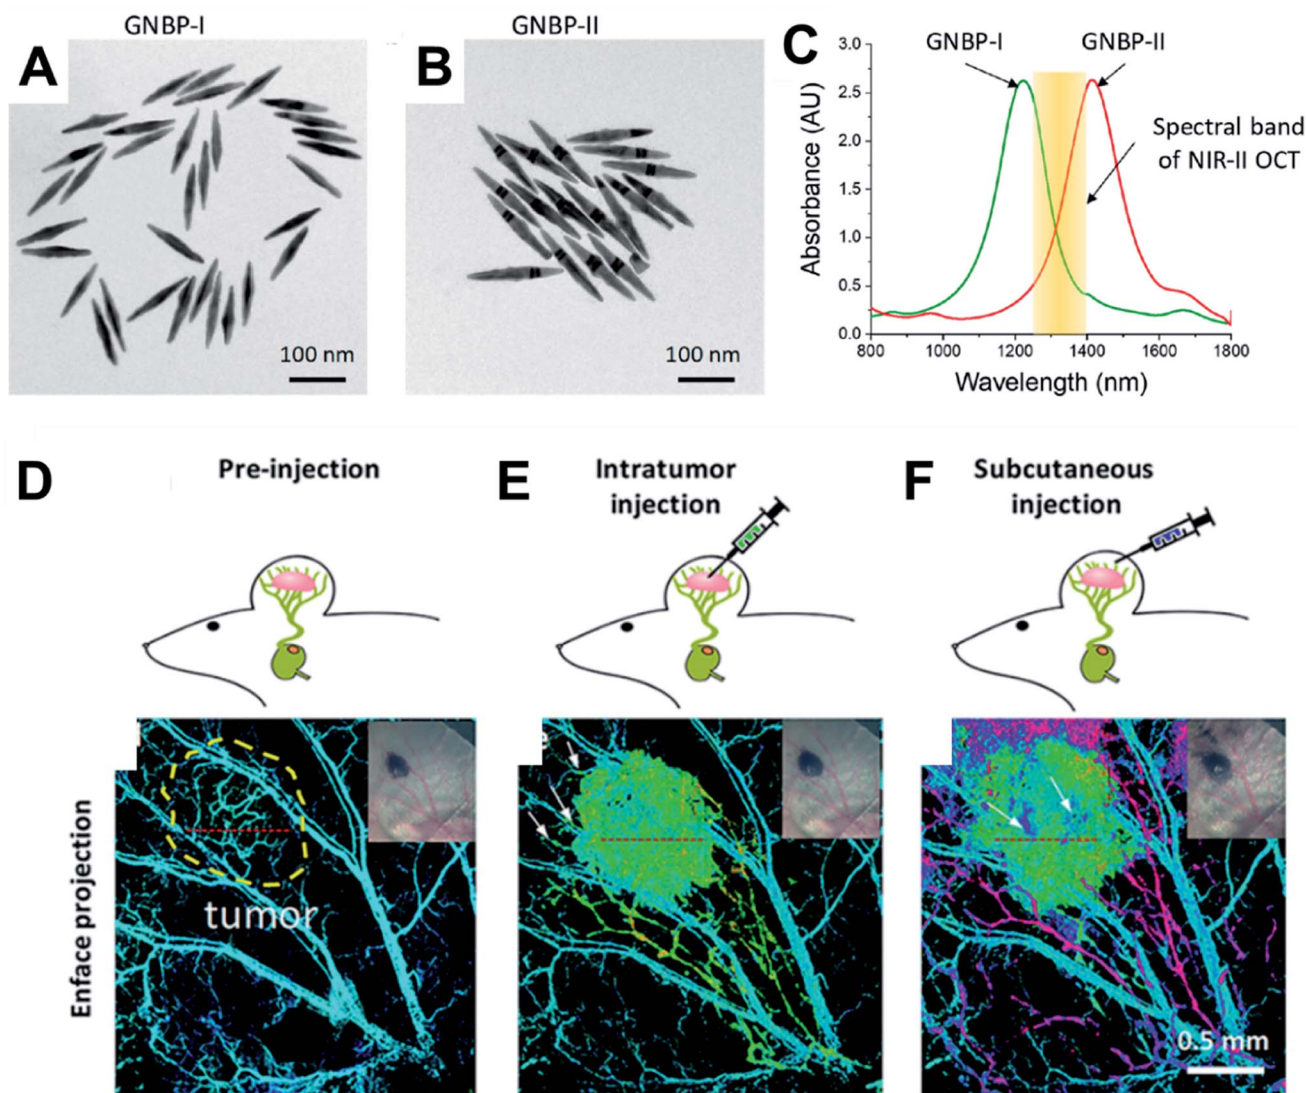 GNBP-I
GNBP-II
A
B
C
100 nm
100 nm
GNBP-I
GNBP-II
Spectral band
of NIR-II OCT
Absorbance (AU)
3.0
2.5
2.0
1.5
1.0
0.5
0.0
800 1000 1200 1400 1600 1800
Wavelength (nm)
D
Pre-injection
E
Intratumor
injection
F
Subcutaneous
injection
Enface projection
tumor
e
0.5 mm